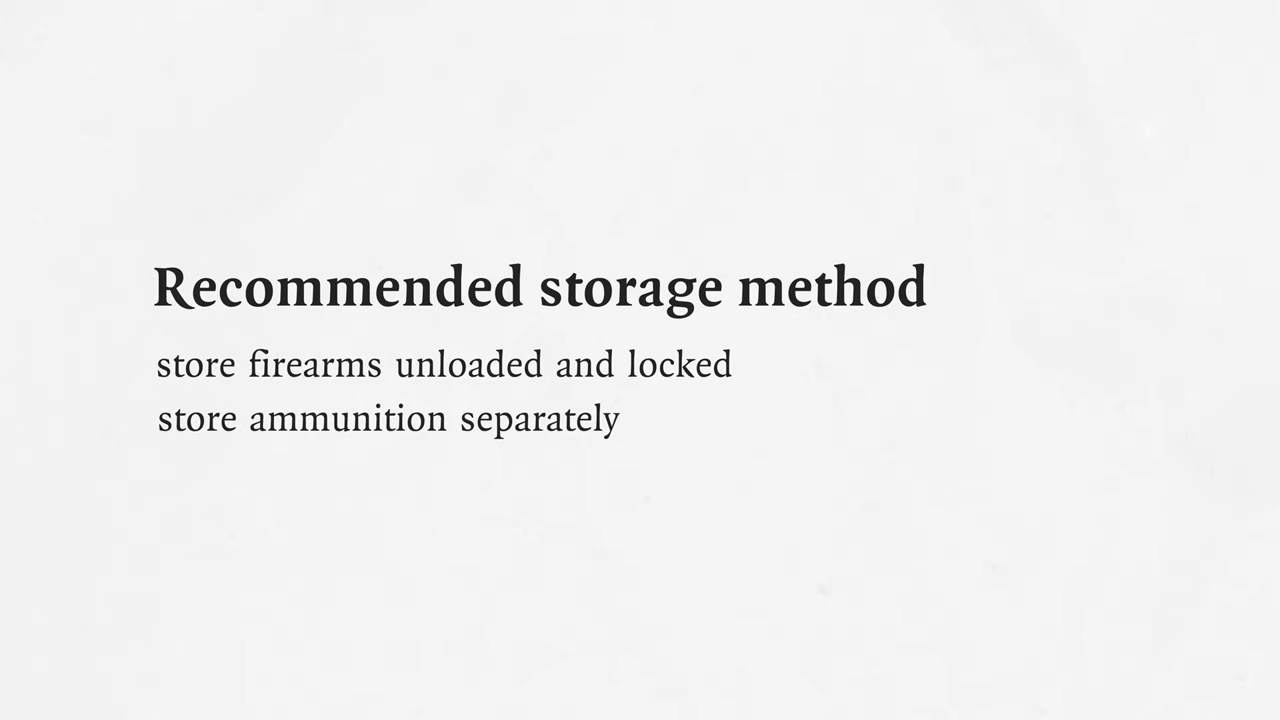 Recommended storage method
store firearms unloaded and locked
store ammunition separately